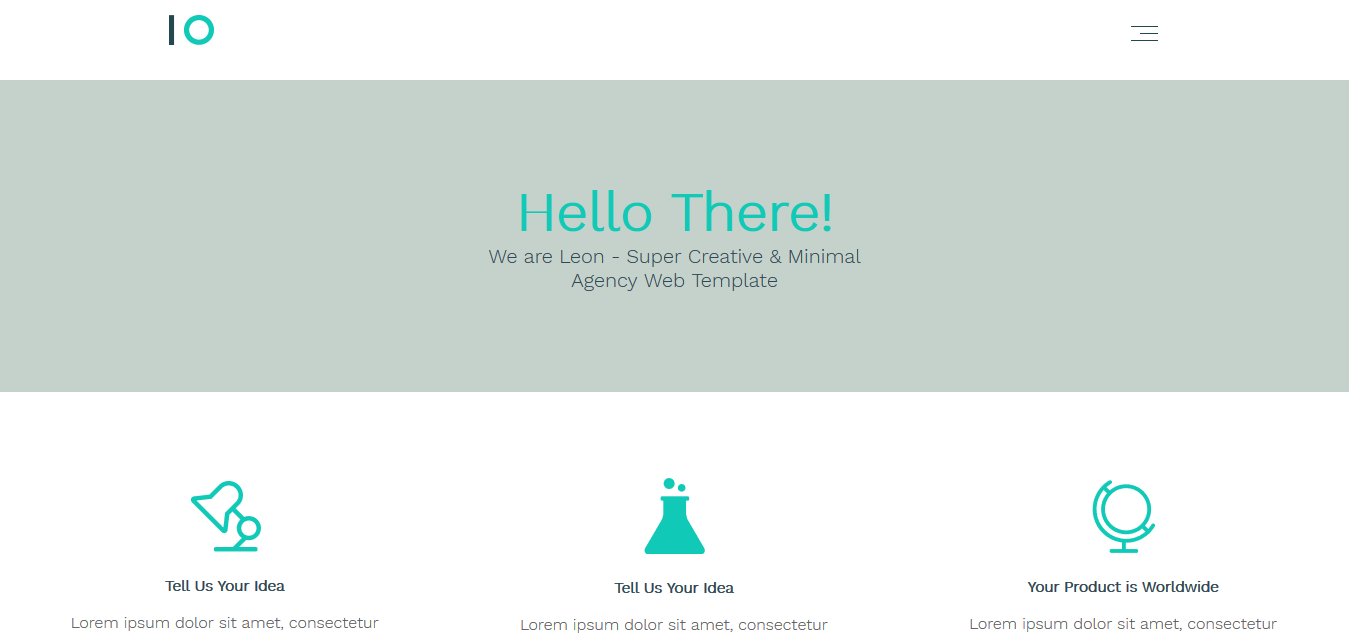 IO
Hello There!
We are Leon - Super Creative & Minimal
Agency Web Template
Tell Us Your Idea
Tell Us Your Idea
Your Product is Worldwide
Lorem ipsum dolor sit amet, consectetur
Lorem ipsum dolor sit amet, consectetur
Lorem ipsum dolor sit amet, consectetur